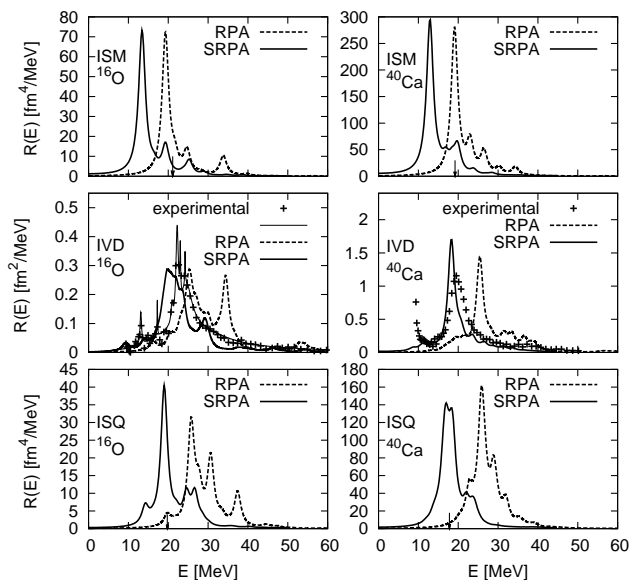 R(E) [fm4/MeV]
80
70
60
50
40
30
20
10
0
ISM
16O
RPA
SRPA
300
250
200
150
100
50
0
ISM
40Ca
RPA
SRPA
R(E) [fm2/MeV]
0.5
0.4
0.3
0.2
0.1
0
experimental
IVD
16O
RPA
SRPA
2
1
0
experimental
IVD
40Ca
RPA
SRPA
R(E) [fm4/MeV]
45
40
35
30
25
20
15
10
5
0
ISQ
16O
RPA
SRPA
180
160
140
120
100
80
60
40
20
0
ISQ
40Ca
RPA
SRPA
0 10 20 30 40 50 60
0 10 20 30 40 50 60
E [MeV]
E [MeV]